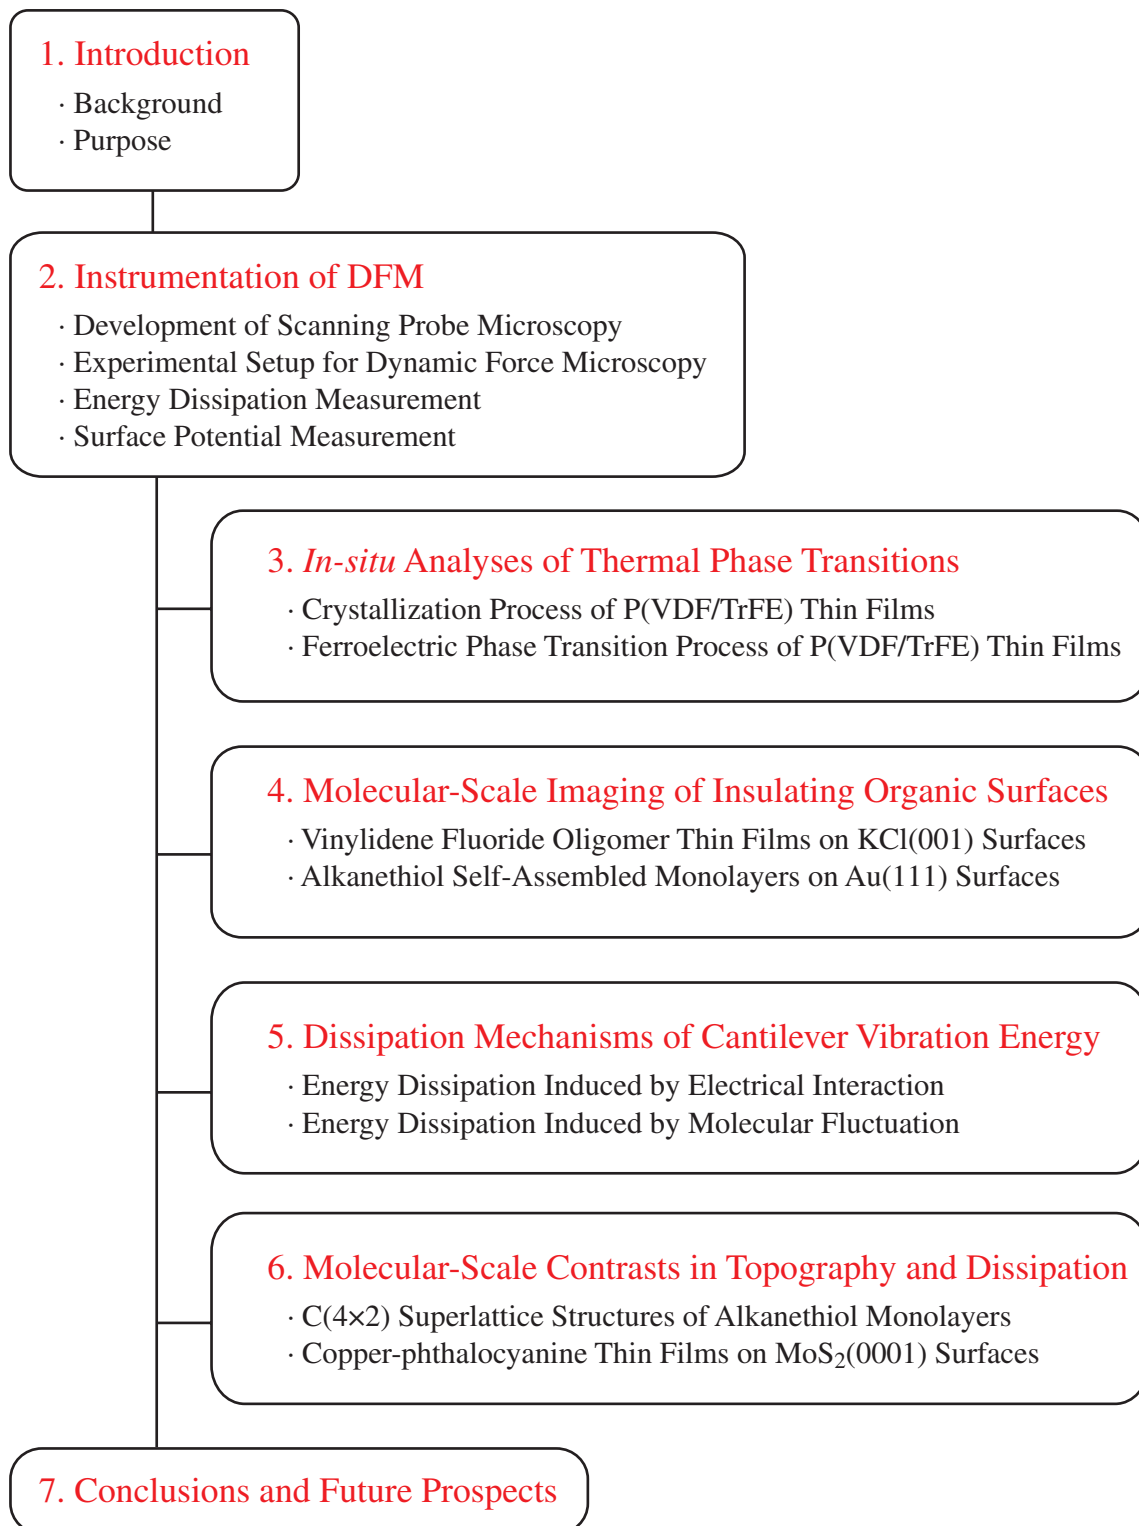 1. Introduction
· Background
· Purpose
2. Instrumentation of DFM
· Development of Scanning Probe Microscopy
· Experimental Setup for Dynamic Force Microscopy
· Energy Dissipation Measurement
· Surface Potential Measurement
3. In-situ Analyses of Thermal Phase Transitions
· Crystallization Process of P(VDF/TrFE) Thin Films
· Ferroelectric Phase Transition Process of P(VDF/TrFE) Thin Films
4. Molecular-Scale Imaging of Insulating Organic Surfaces
· Vinylidene Fluoride Oligomer Thin Films on KCl(001) Surfaces
· Alkanethiol Self-Assembled Monolayers on Au(111) Surfaces
5. Dissipation Mechanisms of Cantilever Vibration Energy
· Energy Dissipation Induced by Electrical Interaction
· Energy Dissipation Induced by Molecular Fluctuation
6. Molecular-Scale Contrasts in Topography and Dissipation
· C(4×2) Superlattice Structures of Alkanethiol Monolayers
· Copper-phthalocyanine Thin Films on MoS₂(0001) Surfaces
7. Conclusions and Future Prospects